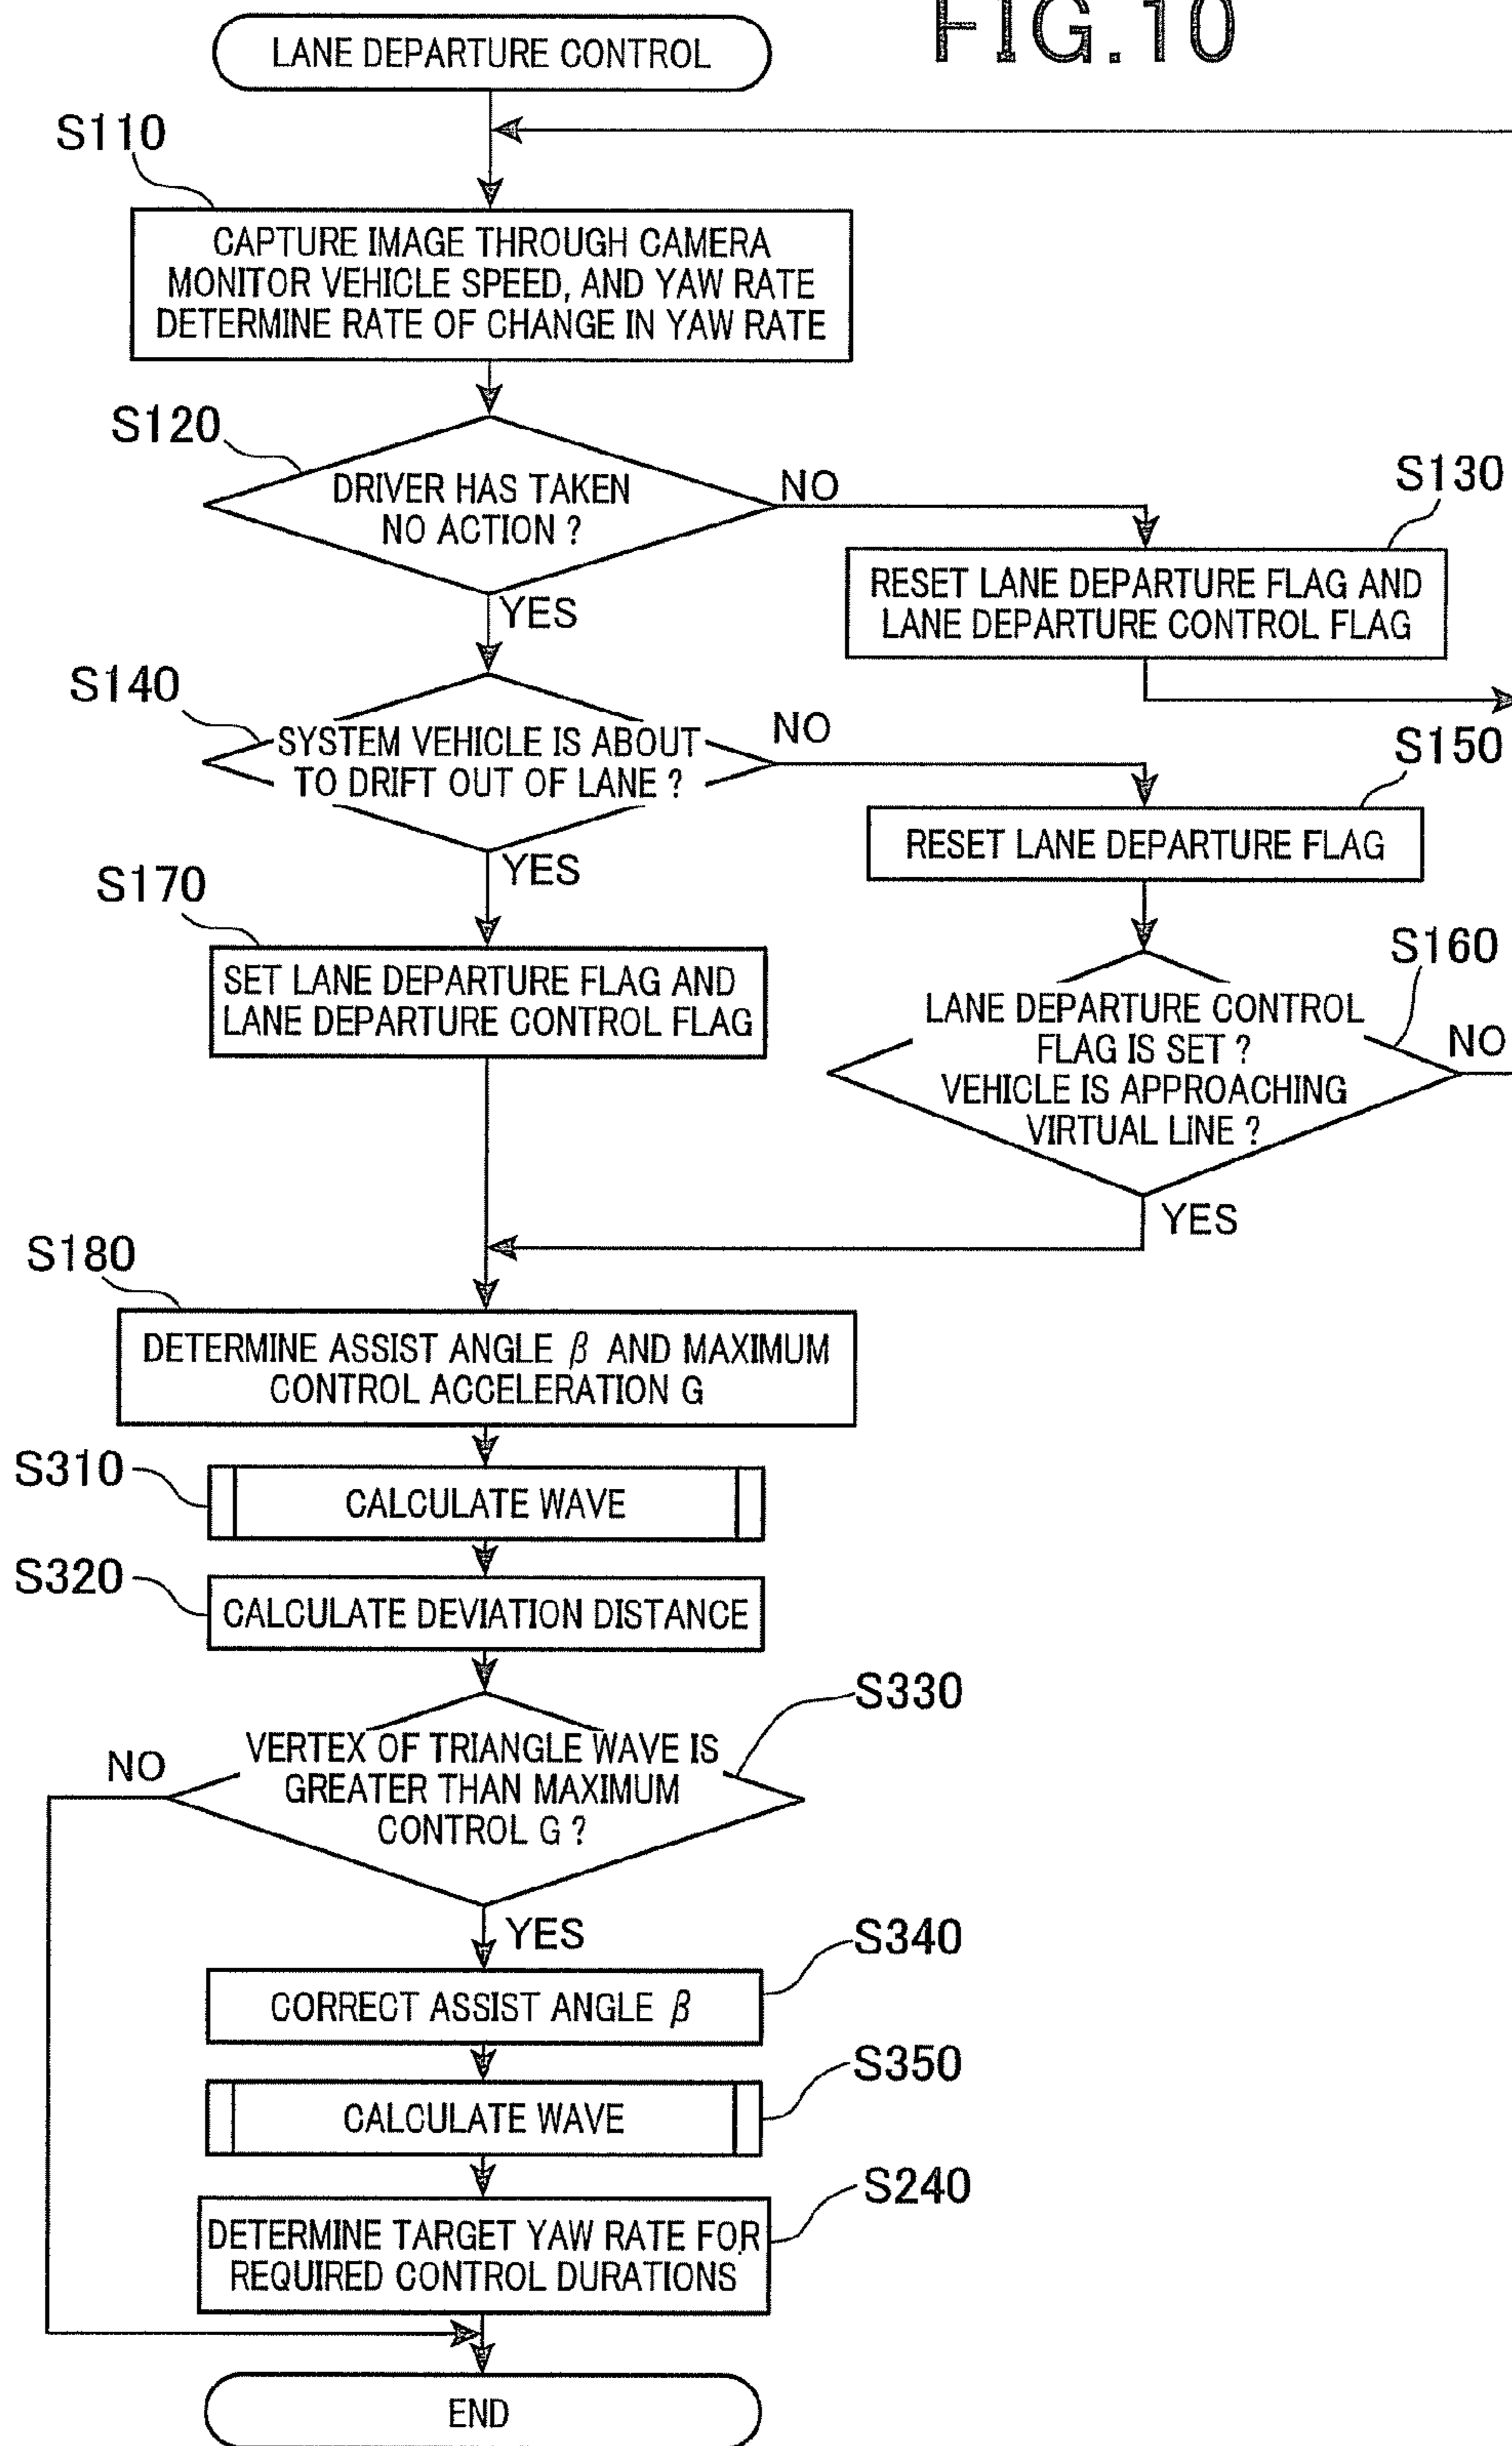 FIG.10
LANE DEPARTURE CONTROL
S110
CAPTURE IMAGE THROUGH CAMERA
MONITOR VEHICLE SPEED, AND YAW RATE
DETERMINE RATE OF CHANGE IN YAW RATE
S120
DRIVER HAS TAKEN
NO ACTION ?
NO
YES
S130
RESET LANE DEPARTURE FLAG AND
LANE DEPARTURE CONTROL FLAG
S140
SYSTEM VEHICLE IS ABOUT
TO DRIFT OUT OF LANE ?
NO
YES
S150
RESET LANE DEPARTURE FLAG
S170
SET LANE DEPARTURE FLAG AND
LANE DEPARTURE CONTROL FLAG
S160
LANE DEPARTURE CONTROL
FLAG IS SET ?
VEHICLE IS APPROACHING
VIRTUAL LINE ?
NO
YES
S180
DETERMINE ASSIST ANGLE β AND MAXIMUM
CONTROL ACCELERATION G
S310
CALCULATE WAVE
S320
CALCULATE DEVIATION DISTANCE
S330
VERTEX OF TRIANGLE WAVE IS
GREATER THAN MAXIMUM
CONTROL G ?
NO
YES
S340
CORRECT ASSIST ANGLE β
S350
CALCULATE WAVE
S240
DETERMINE TARGET YAW RATE FOR
REQUIRED CONTROL DURATIONS
END